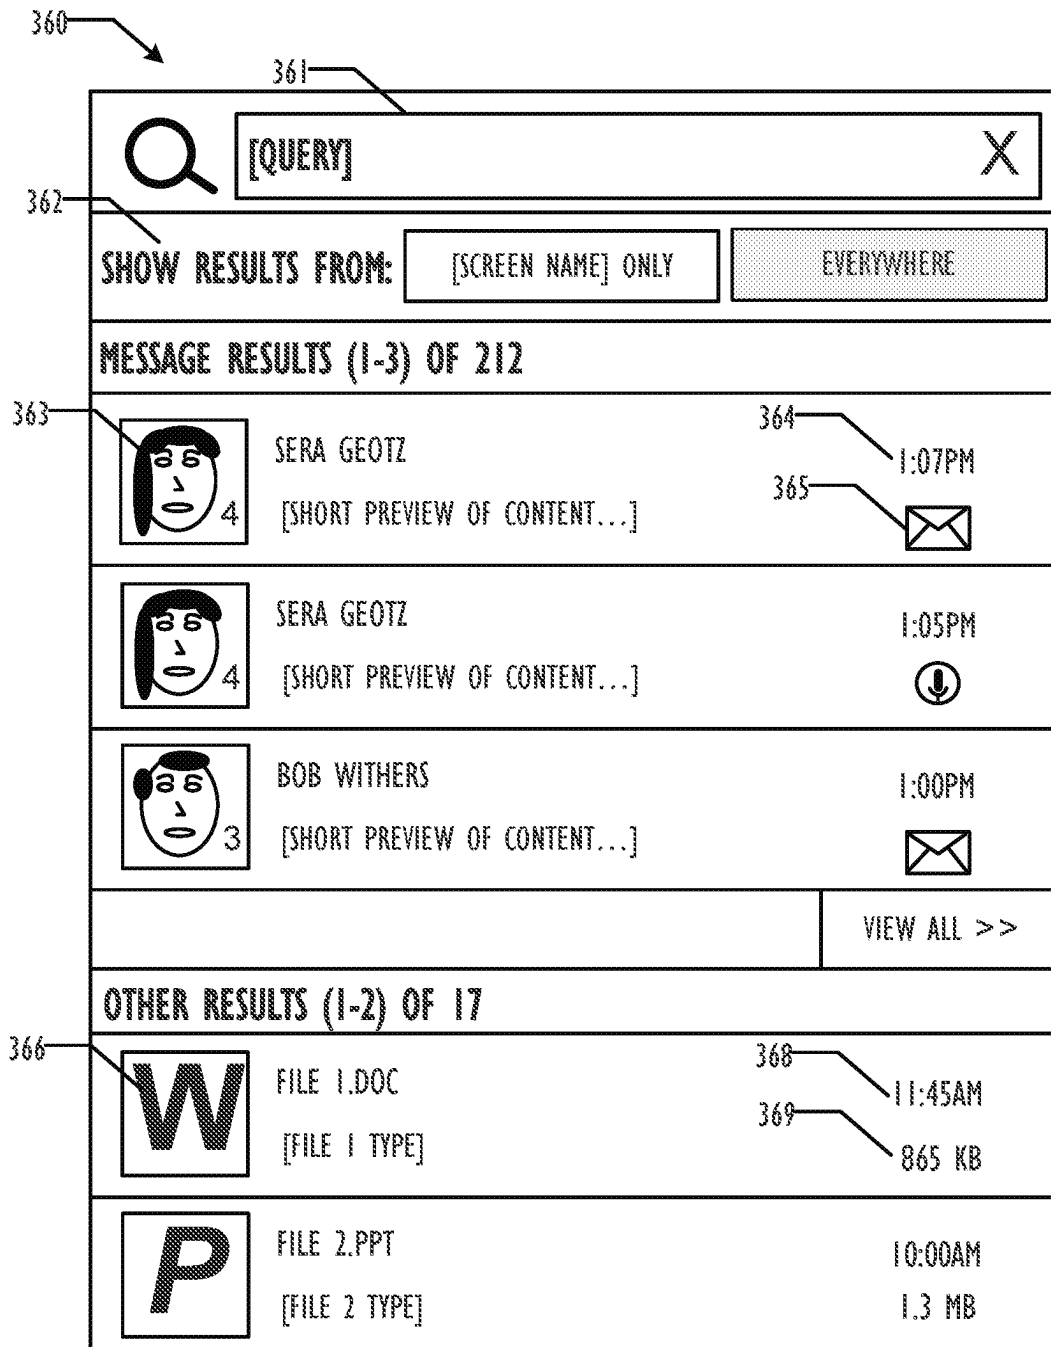 360
361
[QUERY] X
362
SHOW RESULTS FROM: [SCREEN NAME] ONLY EVERYWHERE
MESSAGE RESULTS (1-3) OF 212
363
364
SERA GEOTZ
1:07PM
365
4
[SHORT PREVIEW OF CONTENT...]
SERA GEOTZ
1:05PM
4
[SHORT PREVIEW OF CONTENT...]
BOB WITHERS
1:00PM
3
[SHORT PREVIEW OF CONTENT...]
VIEW ALL >>
OTHER RESULTS (1-2) OF 17
366
368
W
FILE 1.DOC
11:45AM
369
[FILE 1 TYPE]
865 KB
P
FILE 2.PPT
10:00AM
[FILE 2 TYPE]
1.3 MB